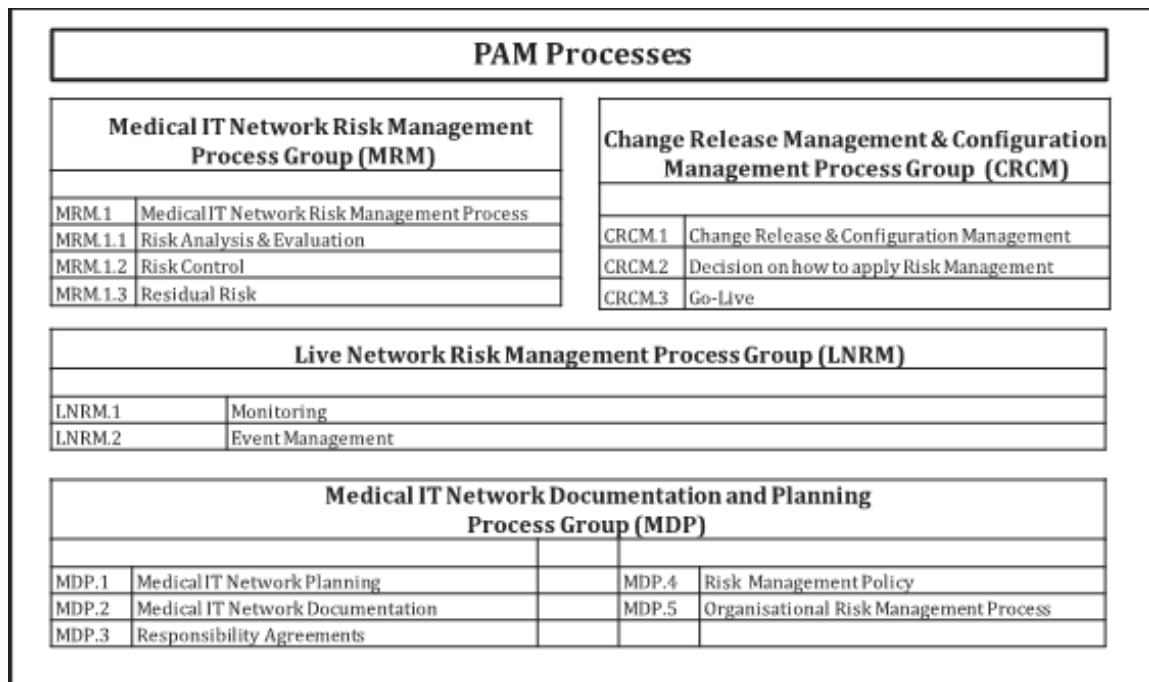 PAM Processes
Medical IT Network Risk Management
Process Group (MRM)
MRM.1 Medical IT Network Risk Management Process
MRM.1.1 Risk Analysis & Evaluation
MRM.1.2 Risk Control
MRM.1.3 Residual Risk
Change Release Management & Configuration
Management Process Group (CRCM)
CRCM.1 Change Release & Configuration Management
CRCM.2 Decision on how to apply Risk Management
CRCM.3 Go-Live
Live Network Risk Management Process Group (LNRM)
LNRM.1 Monitoring
LNRM.2 Event Management
Medical IT Network Documentation and Planning
Process Group (MDP)
MDP.1 Medical IT Network Planning MDP.4 Risk Management Policy
MDP.2 Medical IT Network Documentation MDP.5 Organisational Risk Management Process
MDP.3 Responsibility Agreements